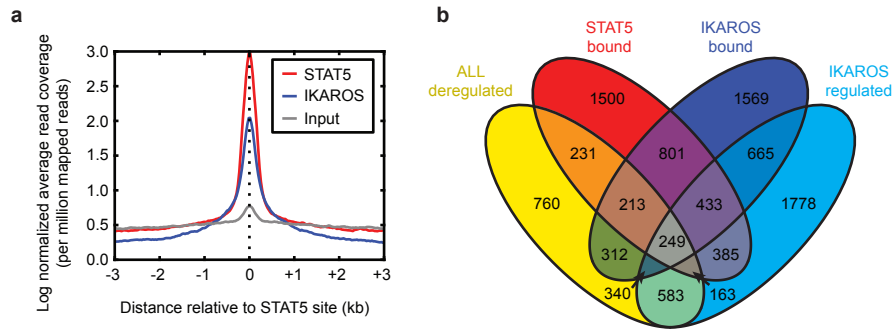 a
Log normalized average read coverage
(per million mapped reads)
3.0
2.5
2.0
1.5
1.0
0.5
0.0
STAT5
IKAROS
Input
-3
-2
-1
0
+1
+2
+3
Distance relative to STAT5 site (kb)
b
STAT5
bound
IKAROS
bound
ALL
deregulated
IKAROS
regulated
1500
1569
231
801
665
760
213
433
1778
312
249
385
340
583
163